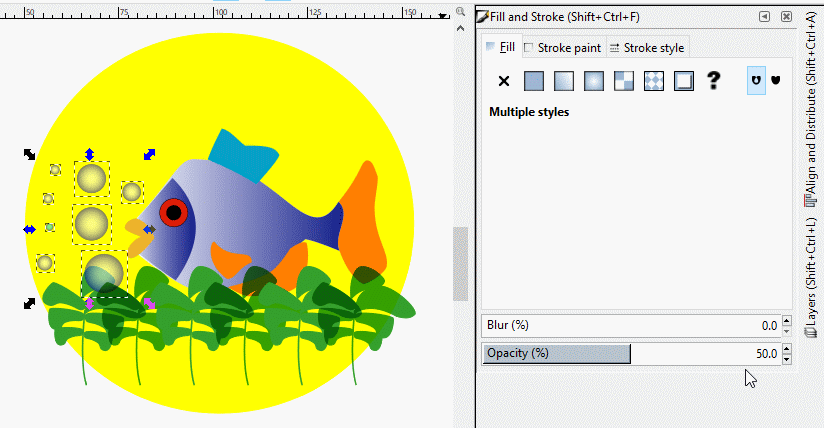 50 75 100 125 150
Fill and Stroke (Shift+Ctrl+F)
Fill Stroke paint Stroke style
?
Multiple styles
Blur (%) 0.0
Opacity (%) 50.0
Align and Distribute (Shift+Ctrl+A)
Layers (Shift+Ctrl+L)